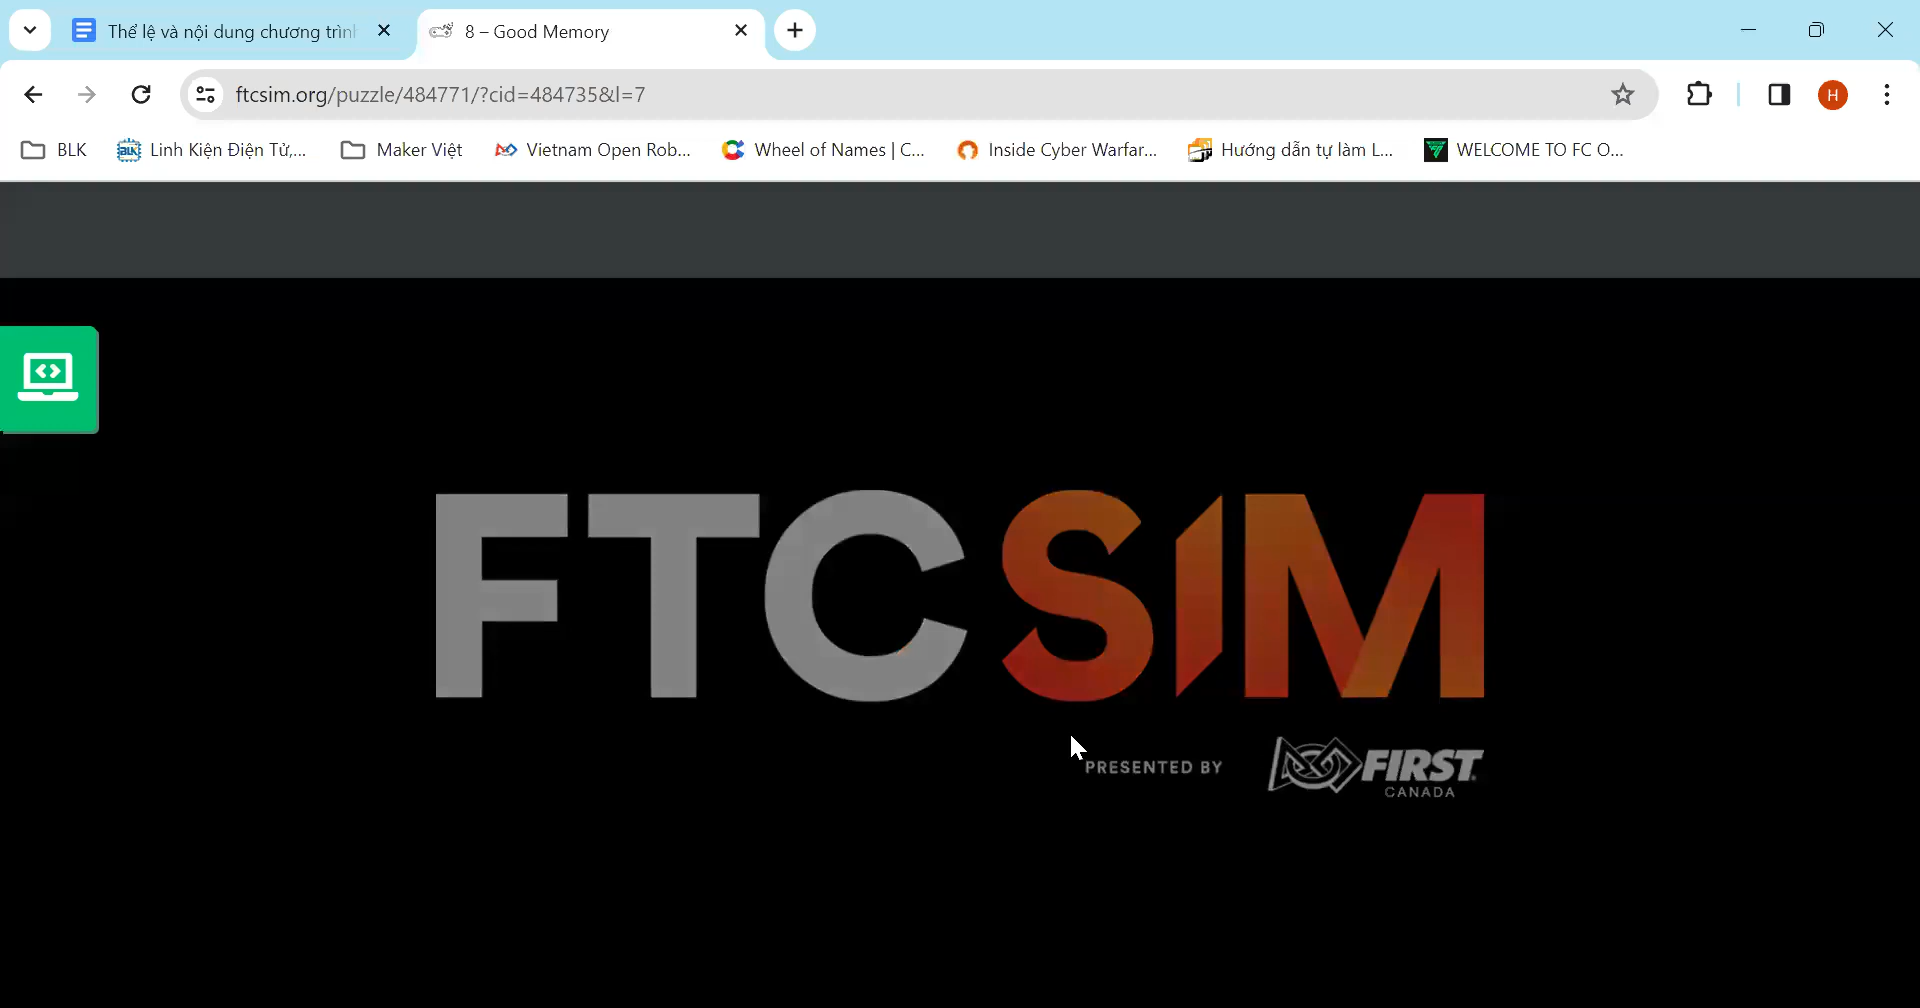 Thể lệ và nội dung chương trìn
8 – Good Memory
ftcsim.org/puzzle/484771/?cid=484735&l=7
H
BLK
Linh Kiện Điện Tử,...
Maker Việt
Vietnam Open Rob...
Wheel of Names | C...
Inside Cyber Warfar...
Hướng dẫn tự làm L...
WELCOME TO FC O...
FTC SIM
PRESENTED BY
FIRST
CANADA